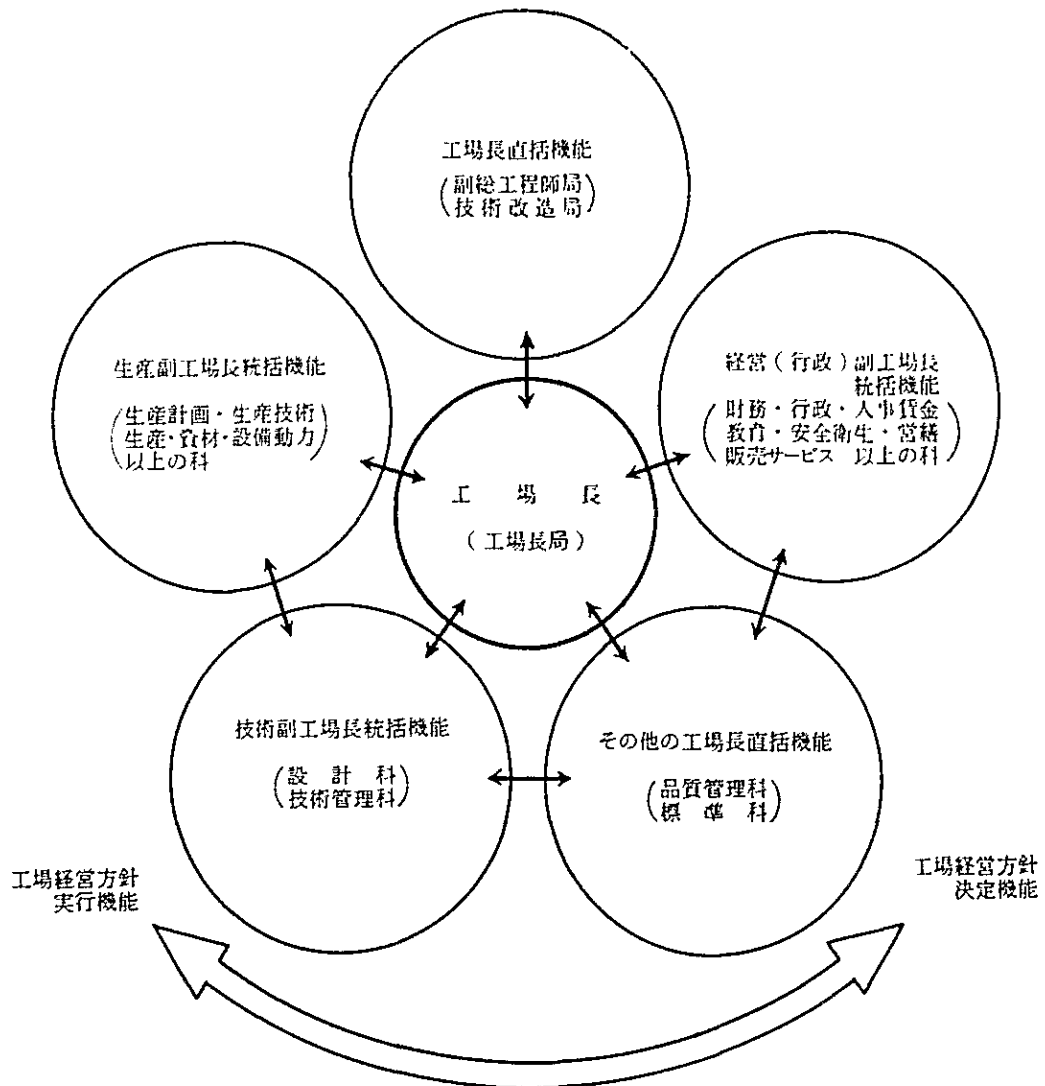 工場長直括機能
(副総工程師局
技術改造局)
生産副工場長統括機能
(生産計画・生産技術
生産・資材・設備動力
以上の科)
経営(行政)副工場長
統括機能
(財務・行政・人事賃金
教育・安全衛生・営繕
販売サービス 以上の科)
工場長
(工場長局)
技術副工場長統括機能
(設計科
技術管理科)
その他の工場長直括機能
(品質管理科
標準科)
工場経営方針
実行機能
工場経営方針
決定機能